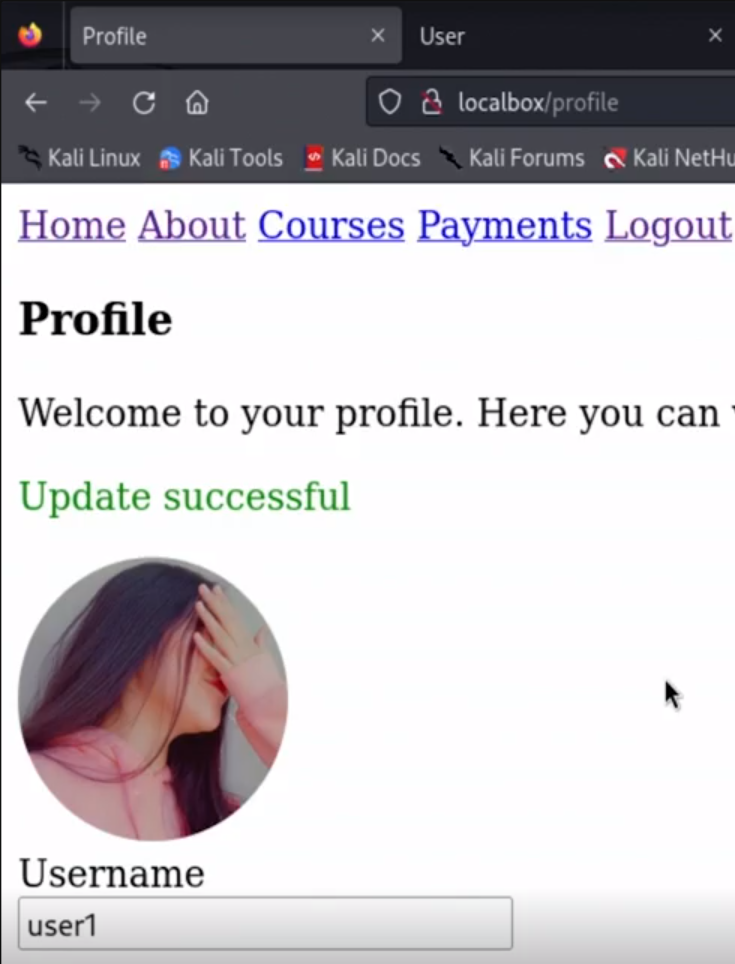 Profile × User ×
localbox/profile
Kali Linux Kali Tools Kali Docs Kali Forums Kali NetHu
Home About Courses Payments Logout
Profile
Welcome to your profile. Here you can
Update successful
Username
user1